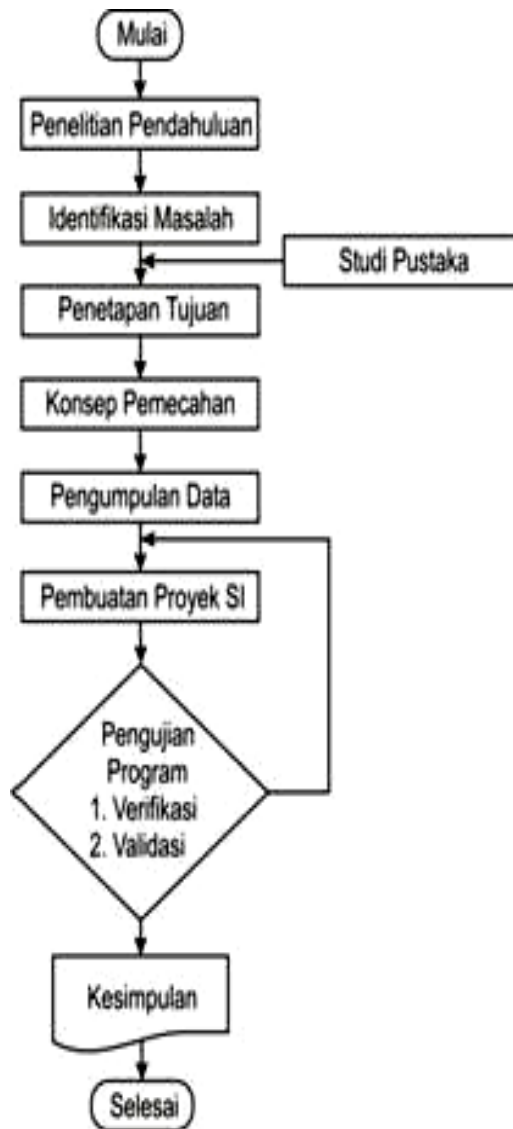 Mulai
Penelitian Pendahuluan
Identifikasi Masalah
Studi Pustaka
Penetapan Tujuan
Konsep Pemecahan
Pengumpulan Data
Pembuatan Proyek SI
Pengujian
Program
1. Verifikasi
2. Validasi
Kesimpulan
Selesai